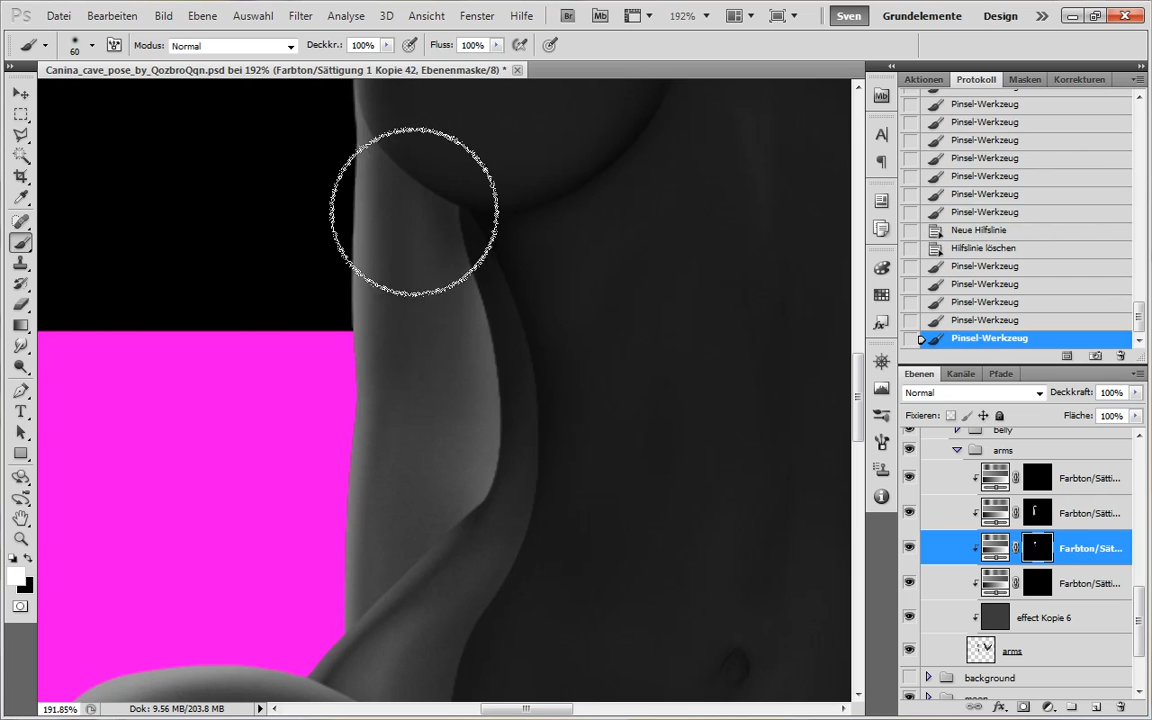 Ps Datei Bearbeiten Bild Ebene Auswahl Filter Analyse 3D Ansicht Fenster Hilfe Br Mb 192% Sven Grundelemente Design
60 Modus: Normal Deckkr.: 100% Fluss: 100%
Canina_cave_pose_by_QozbroQqn.psd bei 192% (Farbton/Sättigung 1 Kopie 42, Ebenenmaske/8) *
Aktionen Protokoll Masken Korrekturen
Mb
Pinsel-Werkzeug
Pinsel-Werkzeug
Pinsel-Werkzeug
Pinsel-Werkzeug
Pinsel-Werkzeug
Pinsel-Werkzeug
Pinsel-Werkzeug
Neue Hilfslinie
Hilfslinie löschen
Pinsel-Werkzeug
Pinsel-Werkzeug
Pinsel-Werkzeug
Pinsel-Werkzeug
Pinsel-Werkzeug
Ebenen Kanäle Pfade
Normal Deckkraft: 100%
Fixieren: Fläche: 100%
belly
arms
Farbton/Sätti...
Farbton/Sätti...
Farbton/Sät...
Farbton/Sätti...
effect Kopie 6
arms
background
191.85% Dok: 9.56 MB/203.8 MB